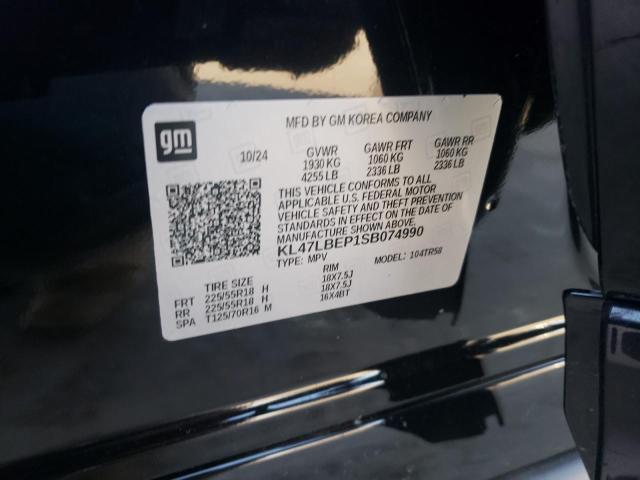 gm
MFD BY GM KOREA COMPANY
10/24 GVWR GAWR FRT GAWR RR
1930 KG 1060 KG 1060 KG
4255 LB 2336 LB 2336 LB
THIS VEHICLE CONFORMS TO ALL
APPLICABLE U.S. FEDERAL MOTOR
VEHICLE SAFETY AND THEFT PREVENTION
STANDARDS IN EFFECT ON THE DATE OF
MANUFACTURE SHOWN ABOVE.
KL47LBEP1SB074990
TYPE: MPV MODEL: 104TR58
TIRE SIZE RIM
FRT 225/55R18 H 18X7.5J
RR 225/55R18 H 18X7.5J
SPA T125/70R16 M 16X4BT